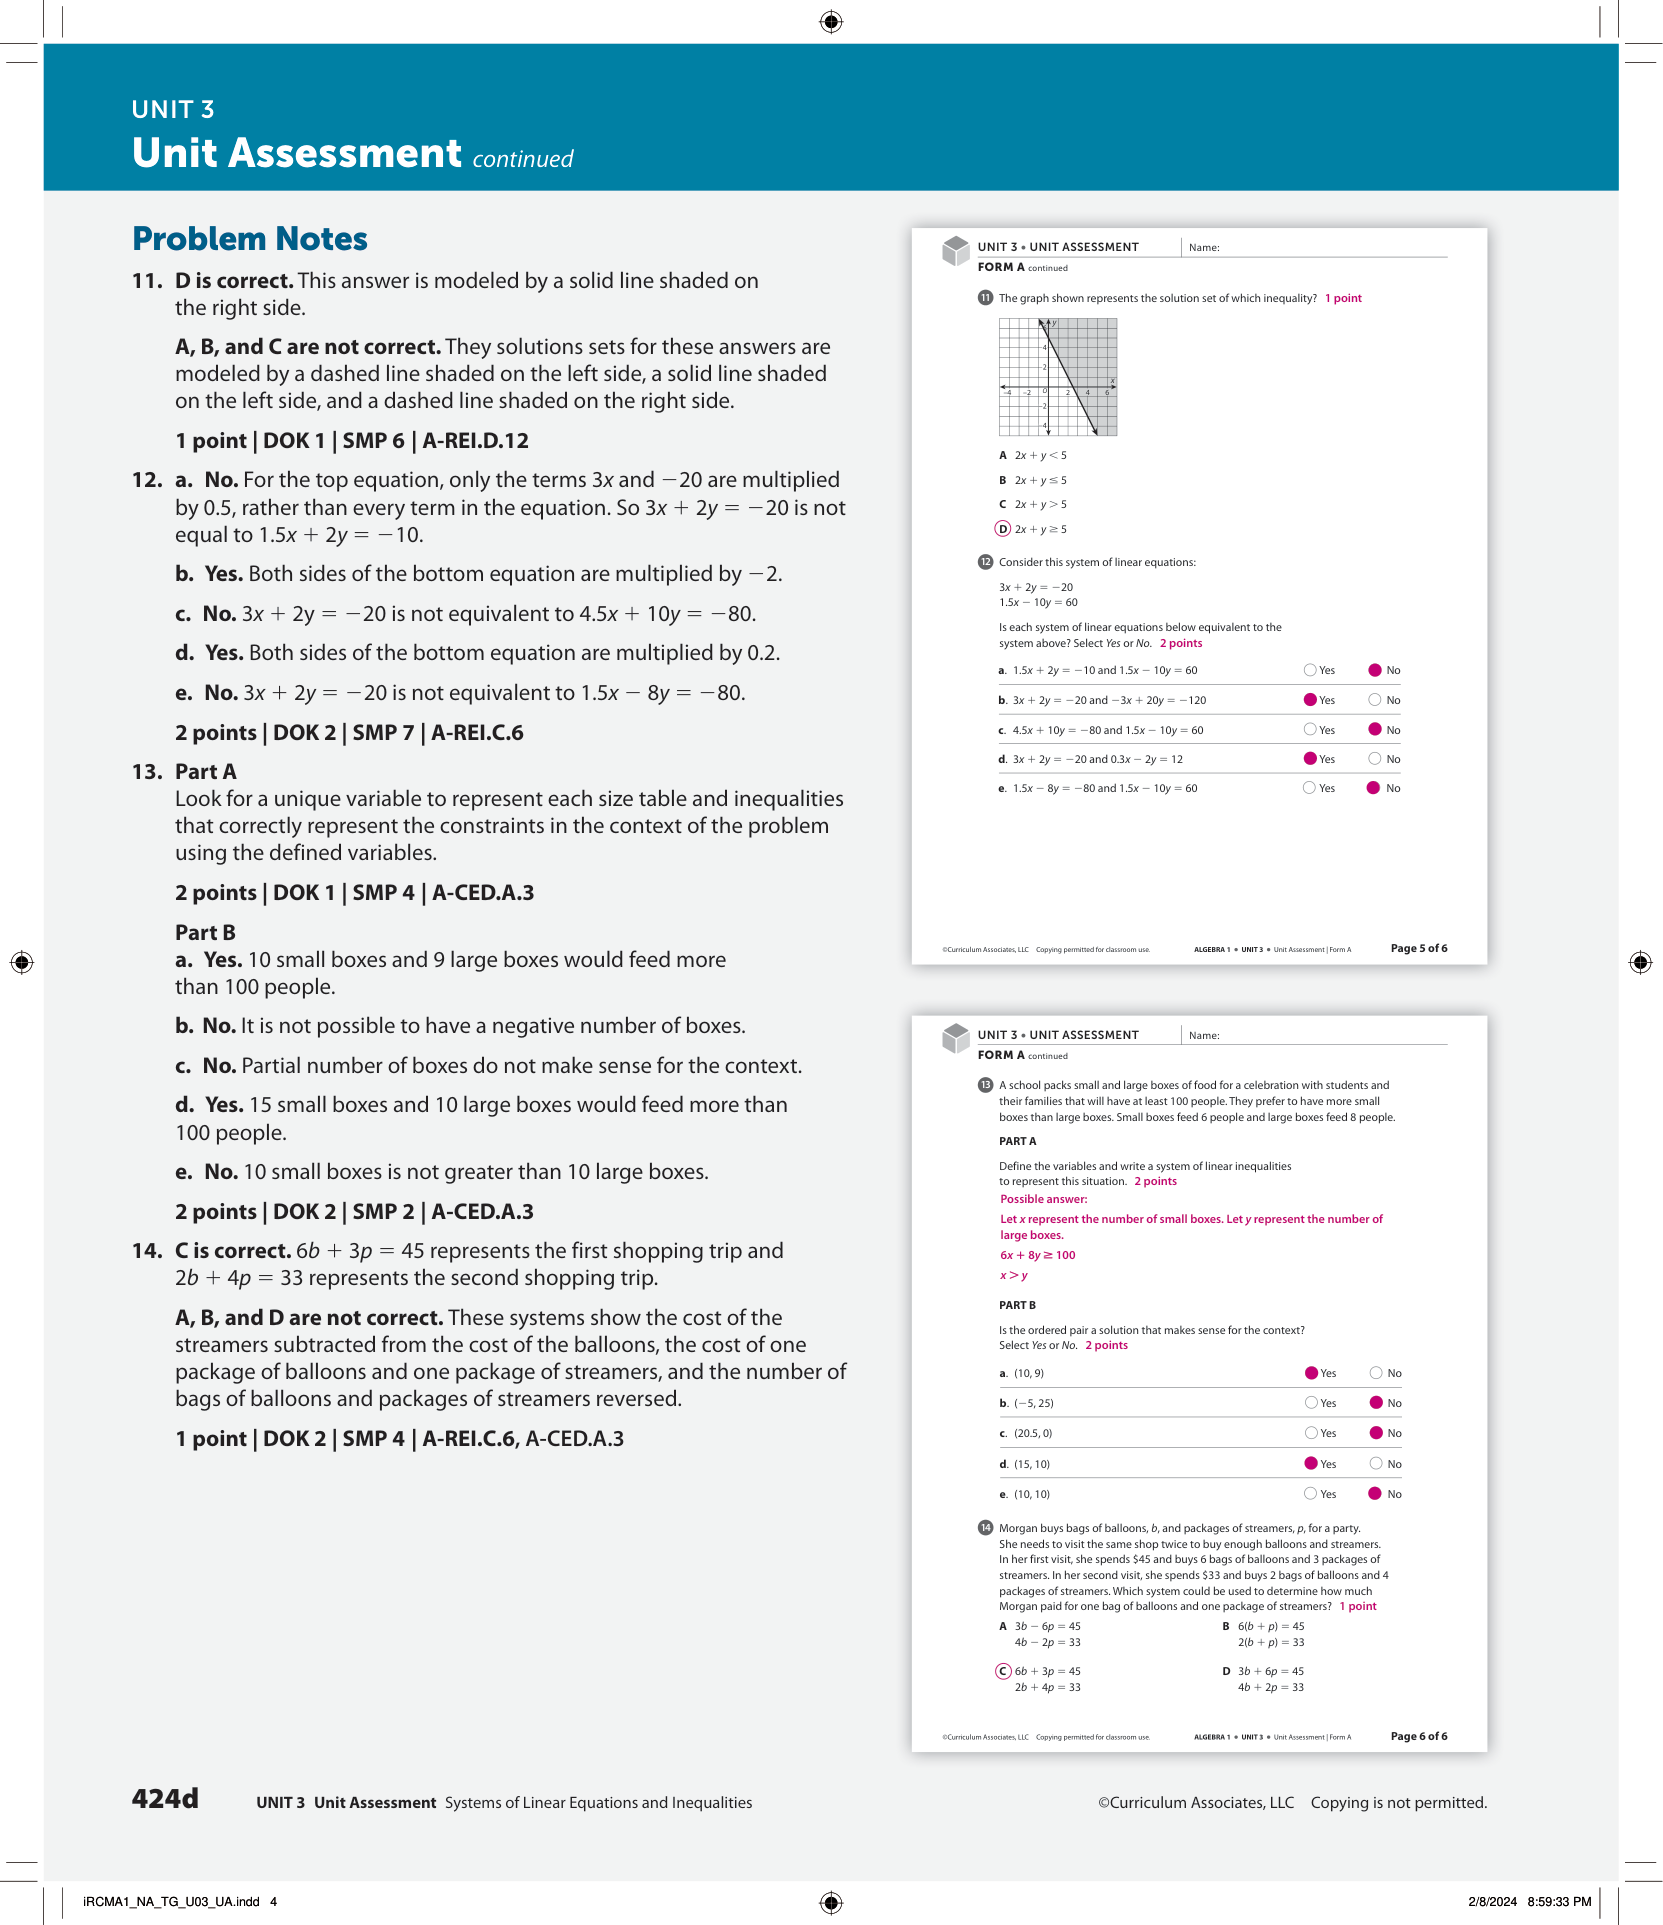 UNIT 3
Unit Assessment continued
Problem Notes
11. D is correct. This answer is modeled by a solid line shaded on
the right side.
A, B, and C are not correct. They solutions sets for these answers are
modeled by a dashed line shaded on the left side, a solid line shaded
on the left side, and a dashed line shaded on the right side.
1 point | DOK 1 | SMP 6 | A-REI.D.12
12. a. No. For the top equation, only the terms 3x and −20 are multiplied
by 0.5, rather than every term in the equation. So 3x + 2y = −20 is not
equal to 1.5x + 2y = −10.
b. Yes. Both sides of the bottom equation are multiplied by −2.
c. No. 3x + 2y = −20 is not equivalent to 4.5x + 10y = −80.
d. Yes. Both sides of the bottom equation are multiplied by 0.2.
e. No. 3x + 2y = −20 is not equivalent to 1.5x − 8y = −80.
2 points | DOK 2 | SMP 7 | A-REI.C.6
13. Part A
Look for a unique variable to represent each size table and inequalities
that correctly represent the constraints in the context of the problem
using the defined variables.
2 points | DOK 1 | SMP 4 | A-CED.A.3
Part B
a. Yes. 10 small boxes and 9 large boxes would feed more
than 100 people.
b. No. It is not possible to have a negative number of boxes.
c. No. Partial number of boxes do not make sense for the context.
d. Yes. 15 small boxes and 10 large boxes would feed more than
100 people.
e. No. 10 small boxes is not greater than 10 large boxes.
2 points | DOK 2 | SMP 2 | A-CED.A.3
14. C is correct. 6b + 3p = 45 represents the first shopping trip and
2b + 4p = 33 represents the second shopping trip.
A, B, and D are not correct. These systems show the cost of the
streamers subtracted from the cost of the balloons, the cost of one
package of balloons and one package of streamers, and the number of
bags of balloons and packages of streamers reversed.
1 point | DOK 2 | SMP 4 | A-REI.C.6, A-CED.A.3
UNIT 3 • UNIT ASSESSMENT Name:
FORM A continued
11 The graph shown represents the solution set of which inequality? 1 point
y
4
2
x
−4 −2 0 2 4 6
−2
−4
A 2x + y < 5
B 2x + y ≤ 5
C 2x + y > 5
D 2x + y ≥ 5
12 Consider this system of linear equations:
3x + 2y = −20
1.5x − 10y = 60
Is each system of linear equations below equivalent to the
system above? Select Yes or No. 2 points
a. 1.5x + 2y = −10 and 1.5x − 10y = 60 Yes No
b. 3x + 2y = −20 and −3x + 20y = −120 Yes No
c. 4.5x + 10y = −80 and 1.5x − 10y = 60 Yes No
d. 3x + 2y = −20 and 0.3x − 2y = 12 Yes No
e. 1.5x − 8y = −80 and 1.5x − 10y = 60 Yes No
©Curriculum Associates, LLC Copying permitted for classroom use. ALGEBRA 1 • UNIT 3 • Unit Assessment | Form A Page 5 of 6
UNIT 3 • UNIT ASSESSMENT Name:
FORM A continued
13 A school packs small and large boxes of food for a celebration with students and
their families that will have at least 100 people. They prefer to have more small
boxes than large boxes. Small boxes feed 6 people and large boxes feed 8 people.
PART A
Define the variables and write a system of linear inequalities
to represent this situation. 2 points
Possible answer:
Let x represent the number of small boxes. Let y represent the number of
large boxes.
6x + 8y ≥ 100
x > y
PART B
Is the ordered pair a solution that makes sense for the context?
Select Yes or No. 2 points
a. (10, 9) Yes No
b. (−5, 25) Yes No
c. (20.5, 0) Yes No
d. (15, 10) Yes No
e. (10, 10) Yes No
14 Morgan buys bags of balloons, b, and packages of streamers, p, for a party.
She needs to visit the same shop twice to buy enough balloons and streamers.
In her first visit, she spends $45 and buys 6 bags of balloons and 3 packages of
streamers. In her second visit, she spends $33 and buys 2 bags of balloons and 4
packages of streamers. Which system could be used to determine how much
Morgan paid for one bag of balloons and one package of streamers? 1 point
A 3b − 6p = 45 B 6(b + p) = 45
4b − 2p = 33 2(b + p) = 33
C 6b + 3p = 45 D 3b + 6p = 45
2b + 4p = 33 4b + 2p = 33
©Curriculum Associates, LLC Copying permitted for classroom use. ALGEBRA 1 • UNIT 3 • Unit Assessment | Form A Page 6 of 6
424d UNIT 3 Unit Assessment Systems of Linear Equations and Inequalities ©Curriculum Associates, LLC Copying is not permitted.
iRCMA1_NA_TG_U03_UA.indd 4 2/8/2024 8:59:33 PM